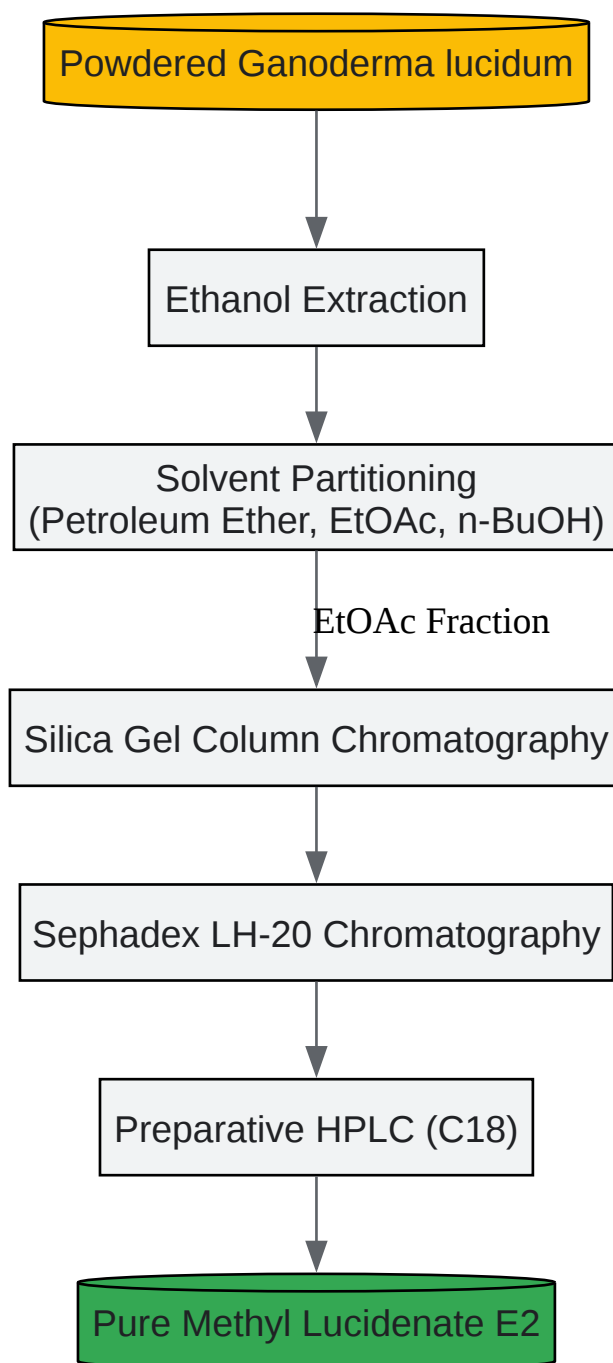 Powdered Ganoderma lucidum
Ethanol Extraction
Solvent Partitioning
(Petroleum Ether, EtOAc, n-BuOH)
EtOAc Fraction
Silica Gel Column Chromatography
Sephadex LH-20 Chromatography
Preparative HPLC (C18)
Pure Methyl Lucidenate E2